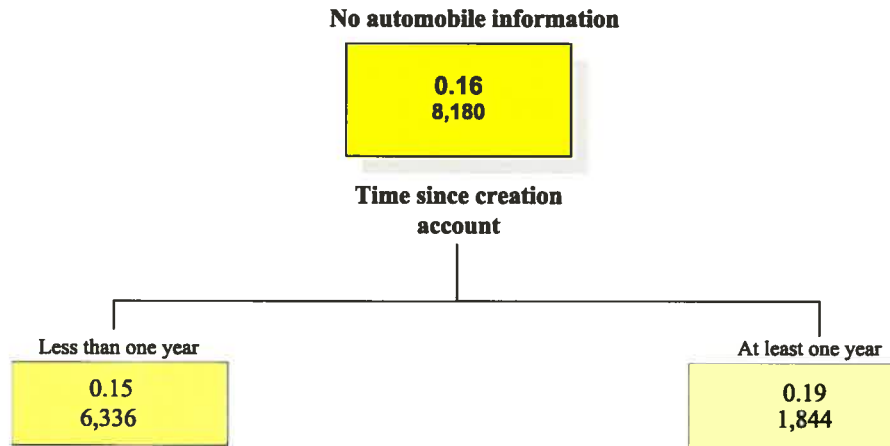 No automobile information
0.16
8,180
Time since creation
account
Less than one year
0.15
6,336
At least one year
0.19
1,844